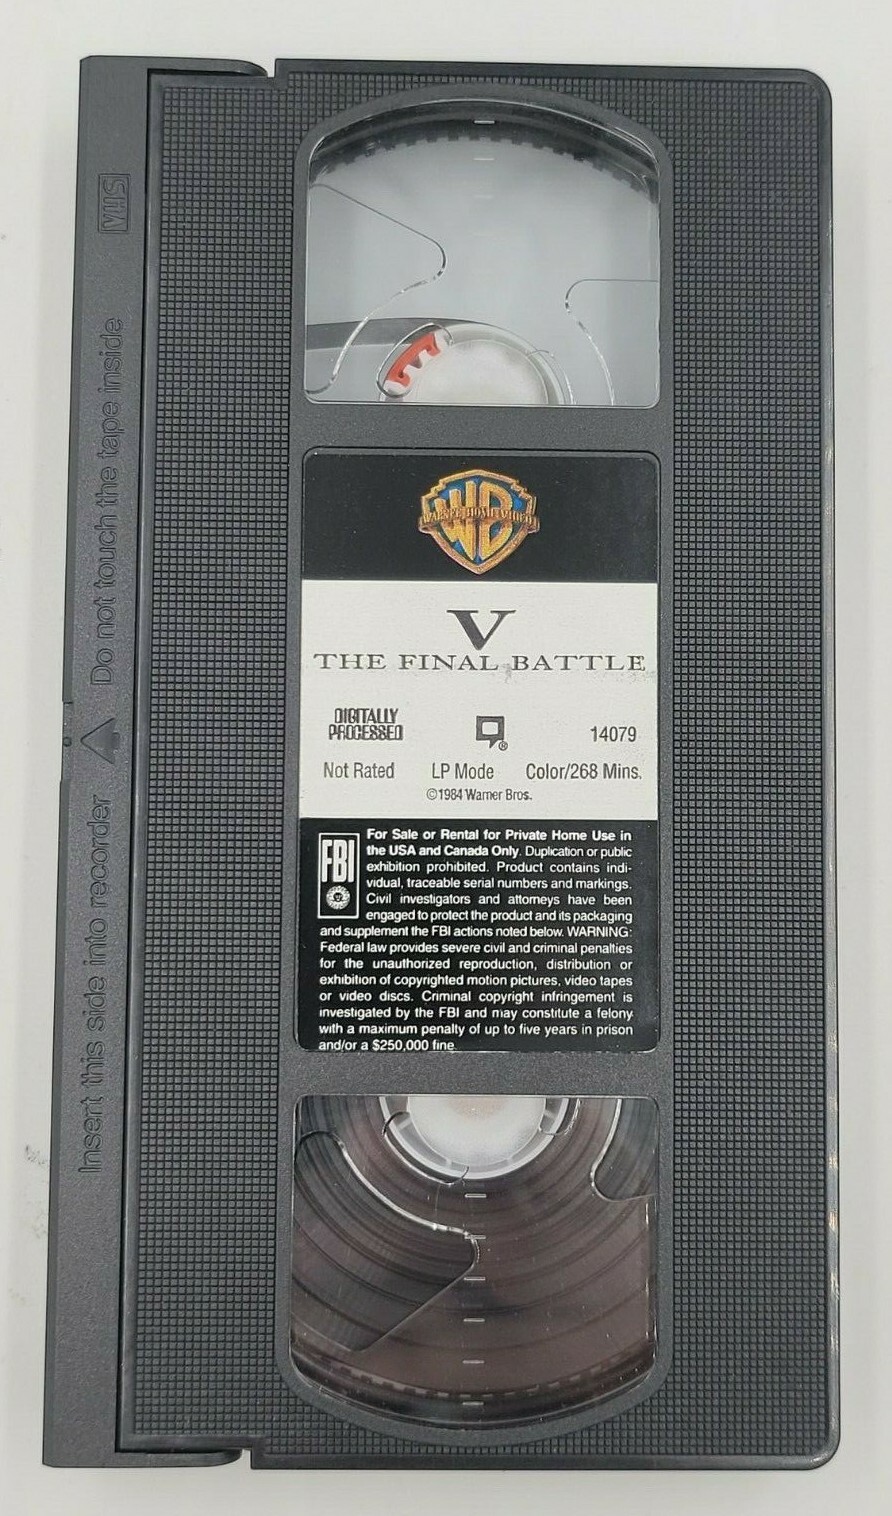 VHS
Do not touch the tape inside
Insert this side into recorder
WB
WARNER HOME VIDEO
V
THE FINAL BATTLE
DIGITALLY
PROCESSED
®
14079
Not Rated
LP Mode
Color/268 Mins.
©1984 Warner Bros.
FBI
For Sale or Rental for Private Home Use in
the USA and Canada Only. Duplication or public
exhibition prohibited. Product contains indi-
vidual, traceable serial numbers and markings.
Civil investigators and attorneys have been
engaged to protect the product and its packaging
and supplement the FBI actions noted below. WARNING:
Federal law provides severe civil and criminal penalties
for the unauthorized reproduction, distribution or
exhibition of copyrighted motion pictures, video tapes
or video discs. Criminal copyright infringement is
investigated by the FBI and may constitute a felony
with a maximum penalty of up to five years in prison
and/or a $250,000 fine.